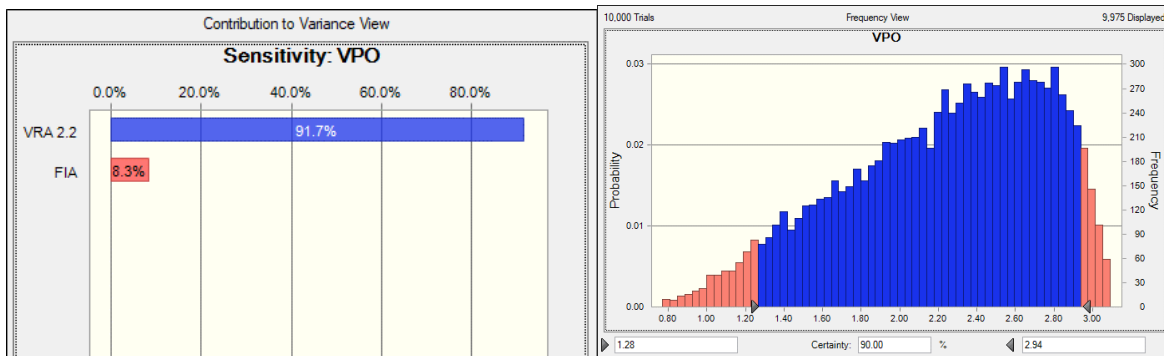 Contribution to Variance View
Sensitivity: VPO
0.0% 20.0% 40.0% 60.0% 80.0%
VRA 2.2 91.7%
FIA 8.3%
10,000 Trials Frequency View 9,975 Displayed
VPO
0.03 300
270
240
210
0.02
180
150
120
0.01
90
60
30
0.00 0
Probability
Frequency
0.80 1.00 1.20 1.40 1.60 1.80 2.00 2.20 2.40 2.60 2.80 3.00
1.28 Certainty: 90.00 % 2.94